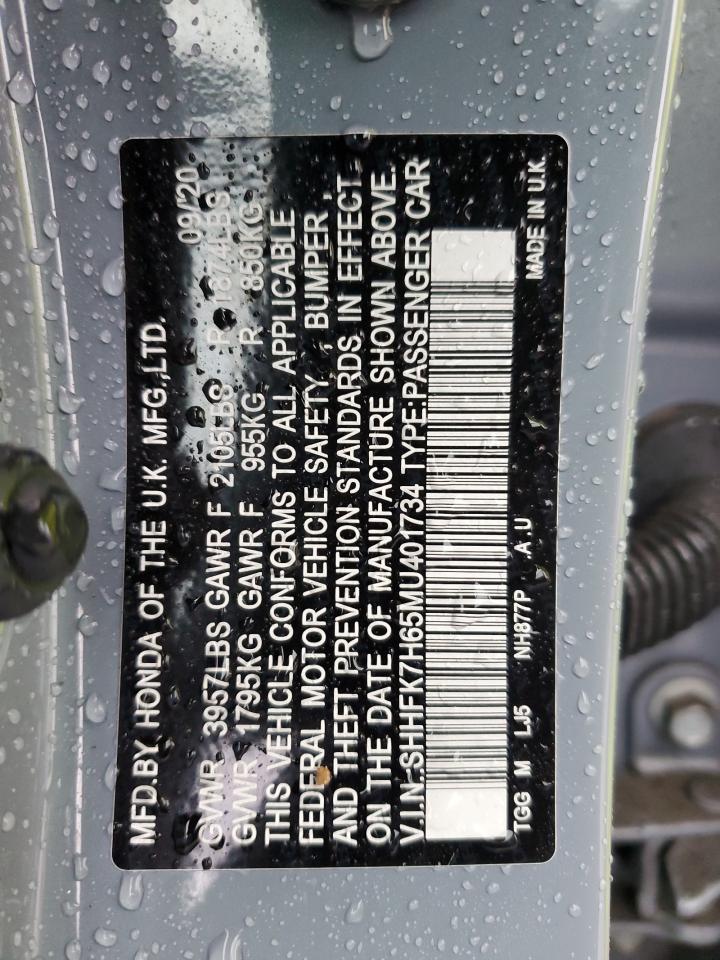 MFD.BY HONDA OF THE U.K. MFG.,LTD. 09/20
GVWR 3957LBS GAWR F 2105LBS R 1874LBS
GVWR 1795KG GAWR F 955KG R 850KG
THIS VEHICLE CONFORMS TO ALL APPLICABLE
FEDERAL MOTOR VEHICLE SAFETY, BUMPER,
AND THEFT PREVENTION STANDARDS IN EFFECT
ON THE DATE OF MANUFACTURE SHOWN ABOVE.
V.I.N.:SHHFK7H65MU401734 TYPE:PASSENGER CAR
TGG M LJ5 NH877P A U MADE IN U.K.